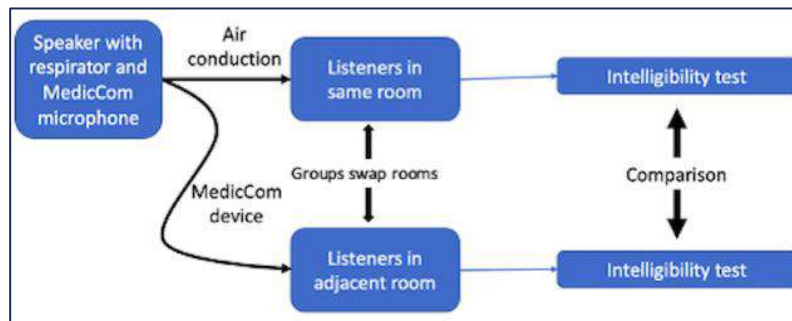 Speaker with
respirator and
MedicCom
microphone
Air
conduction
Listeners in
same room
Intelligibility test
Groups swap rooms
Comparison
MedicCom
device
Listeners in
adjacent room
Intelligibility test